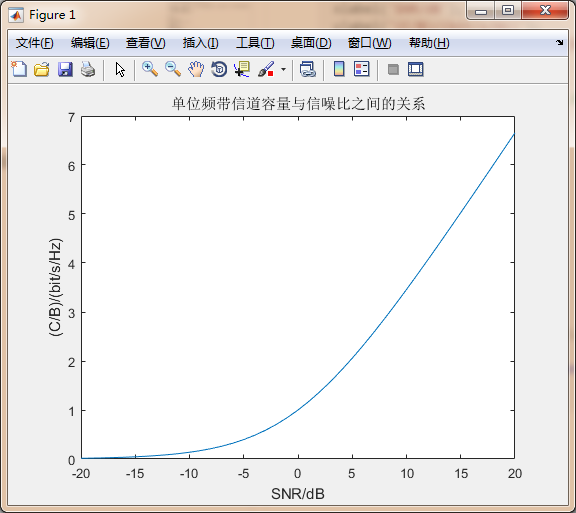 Figure 1
文件(F) 编辑(E) 查看(V) 插入(I) 工具(T) 桌面(D) 窗口(W) 帮助(H)
单位频带信道容量与信噪比之间的关系
7
6
5
4
3
2
1
0
(C/B)/(bit/s/Hz)
-20 -15 -10 -5 0 5 10 15 20
SNR/dB